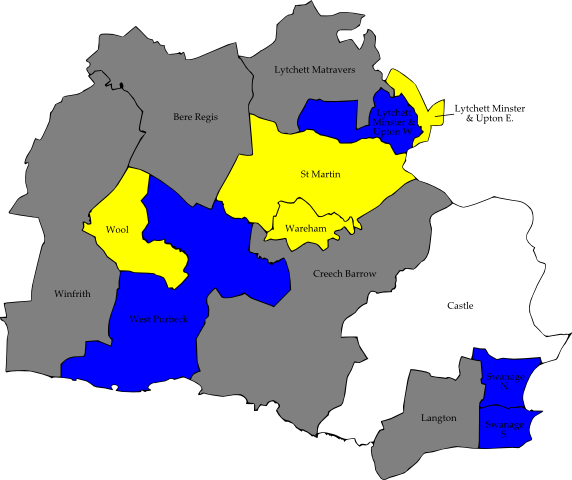 Lytchett Matravers
Bere Regis
Lytchett
Minster &
Upton W.
Lytchett Minster
& Upton E.
St Martin
Wool
Wareham
Creech Barrow
Winfrith
Castle
West Purbeck
Swanage
N.
Langton
Swanage
S.